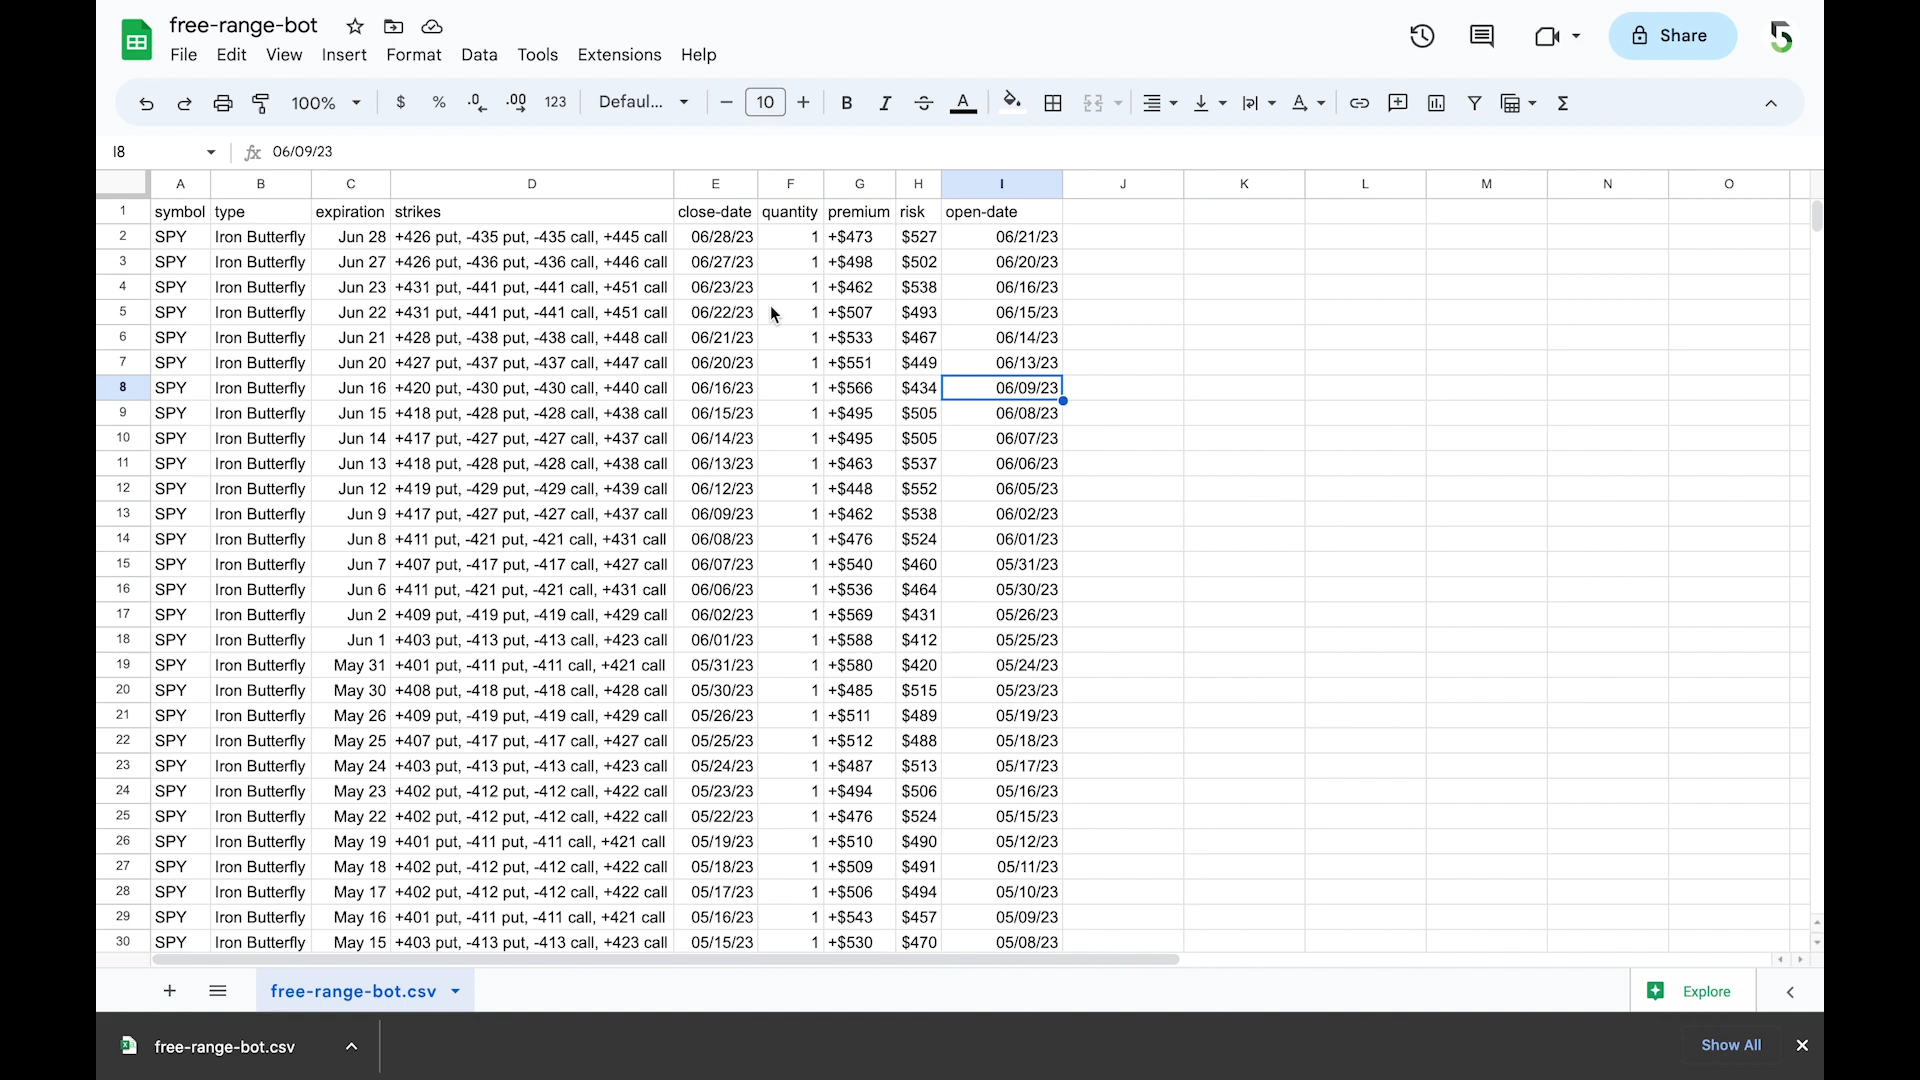 free-range-bot
File Edit View Insert Format Data Tools Extensions Help
Share
100% $ % .0 .00 123 Defaul... 10 B I A
I8 fx 06/09/23
A B C D E F G H I J K L M N O
1 symbol type expiration strikes close-date quantity premium risk open-date
2 SPY Iron Butterfly Jun 28 +426 put, -435 put, -435 call, +445 call 06/28/23 1 +$473 $527 06/21/23
3 SPY Iron Butterfly Jun 27 +426 put, -436 put, -436 call, +446 call 06/27/23 1 +$498 $502 06/20/23
4 SPY Iron Butterfly Jun 23 +431 put, -441 put, -441 call, +451 call 06/23/23 1 +$462 $538 06/16/23
5 SPY Iron Butterfly Jun 22 +431 put, -441 put, -441 call, +451 call 06/22/23 1 +$507 $493 06/15/23
6 SPY Iron Butterfly Jun 21 +428 put, -438 put, -438 call, +448 call 06/21/23 1 +$533 $467 06/14/23
7 SPY Iron Butterfly Jun 20 +427 put, -437 put, -437 call, +447 call 06/20/23 1 +$551 $449 06/13/23
8 SPY Iron Butterfly Jun 16 +420 put, -430 put, -430 call, +440 call 06/16/23 1 +$566 $434 06/09/23
9 SPY Iron Butterfly Jun 15 +418 put, -428 put, -428 call, +438 call 06/15/23 1 +$495 $505 06/08/23
10 SPY Iron Butterfly Jun 14 +417 put, -427 put, -427 call, +437 call 06/14/23 1 +$495 $505 06/07/23
11 SPY Iron Butterfly Jun 13 +418 put, -428 put, -428 call, +438 call 06/13/23 1 +$463 $537 06/06/23
12 SPY Iron Butterfly Jun 12 +419 put, -429 put, -429 call, +439 call 06/12/23 1 +$448 $552 06/05/23
13 SPY Iron Butterfly Jun 9 +417 put, -427 put, -427 call, +437 call 06/09/23 1 +$462 $538 06/02/23
14 SPY Iron Butterfly Jun 8 +411 put, -421 put, -421 call, +431 call 06/08/23 1 +$476 $524 06/01/23
15 SPY Iron Butterfly Jun 7 +407 put, -417 put, -417 call, +427 call 06/07/23 1 +$540 $460 05/31/23
16 SPY Iron Butterfly Jun 6 +411 put, -421 put, -421 call, +431 call 06/06/23 1 +$536 $464 05/30/23
17 SPY Iron Butterfly Jun 2 +409 put, -419 put, -419 call, +429 call 06/02/23 1 +$569 $431 05/26/23
18 SPY Iron Butterfly Jun 1 +403 put, -413 put, -413 call, +423 call 06/01/23 1 +$588 $412 05/25/23
19 SPY Iron Butterfly May 31 +401 put, -411 put, -411 call, +421 call 05/31/23 1 +$580 $420 05/24/23
20 SPY Iron Butterfly May 30 +408 put, -418 put, -418 call, +428 call 05/30/23 1 +$485 $515 05/23/23
21 SPY Iron Butterfly May 26 +409 put, -419 put, -419 call, +429 call 05/26/23 1 +$511 $489 05/19/23
22 SPY Iron Butterfly May 25 +407 put, -417 put, -417 call, +427 call 05/25/23 1 +$512 $488 05/18/23
23 SPY Iron Butterfly May 24 +403 put, -413 put, -413 call, +423 call 05/24/23 1 +$487 $513 05/17/23
24 SPY Iron Butterfly May 23 +402 put, -412 put, -412 call, +422 call 05/23/23 1 +$494 $506 05/16/23
25 SPY Iron Butterfly May 22 +402 put, -412 put, -412 call, +422 call 05/22/23 1 +$476 $524 05/15/23
26 SPY Iron Butterfly May 19 +401 put, -411 put, -411 call, +421 call 05/19/23 1 +$510 $490 05/12/23
27 SPY Iron Butterfly May 18 +402 put, -412 put, -412 call, +422 call 05/18/23 1 +$509 $491 05/11/23
28 SPY Iron Butterfly May 17 +402 put, -412 put, -412 call, +422 call 05/17/23 1 +$506 $494 05/10/23
29 SPY Iron Butterfly May 16 +401 put, -411 put, -411 call, +421 call 05/16/23 1 +$543 $457 05/09/23
30 SPY Iron Butterfly May 15 +403 put, -413 put, -413 call, +423 call 05/15/23 1 +$530 $470 05/08/23
free-range-bot.csv
Explore
free-range-bot.csv
Show All